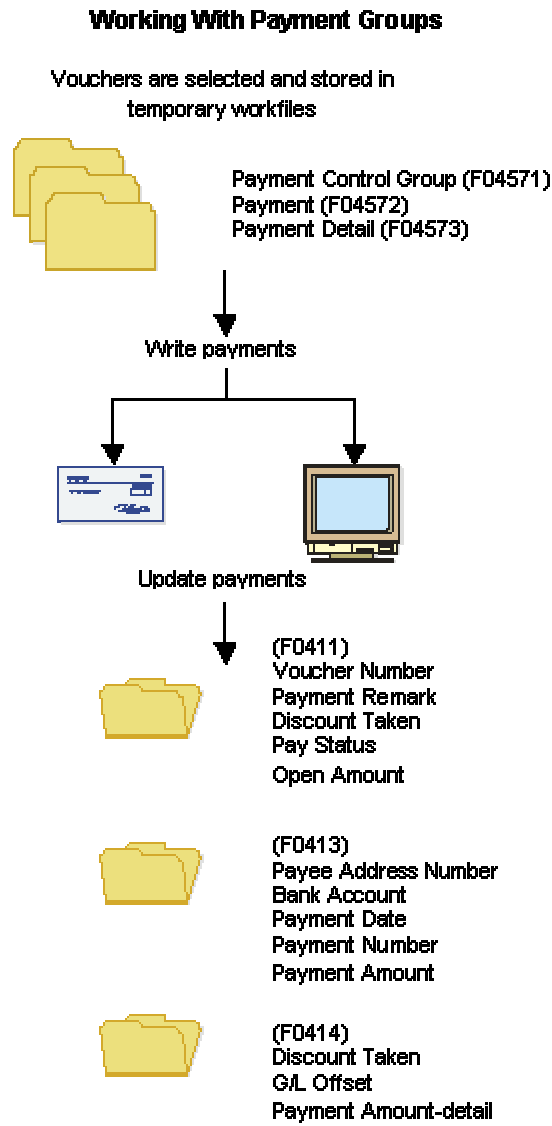 Working With Payment Groups
Vouchers are selected and stored in
temporary workfiles
Payment Control Group (F04571)
Payment (F04572)
Payment Detail (F04573)
Write payments
Update payments
(F0411)
Voucher Number
Payment Remark
Discount Taken
Pay Status
Open Amount
(F0413)
Payee Address Number
Bank Account
Payment Date
Payment Number
Payment Amount
(F0414)
Discount Taken
G/L Offset
Payment Amount-detail